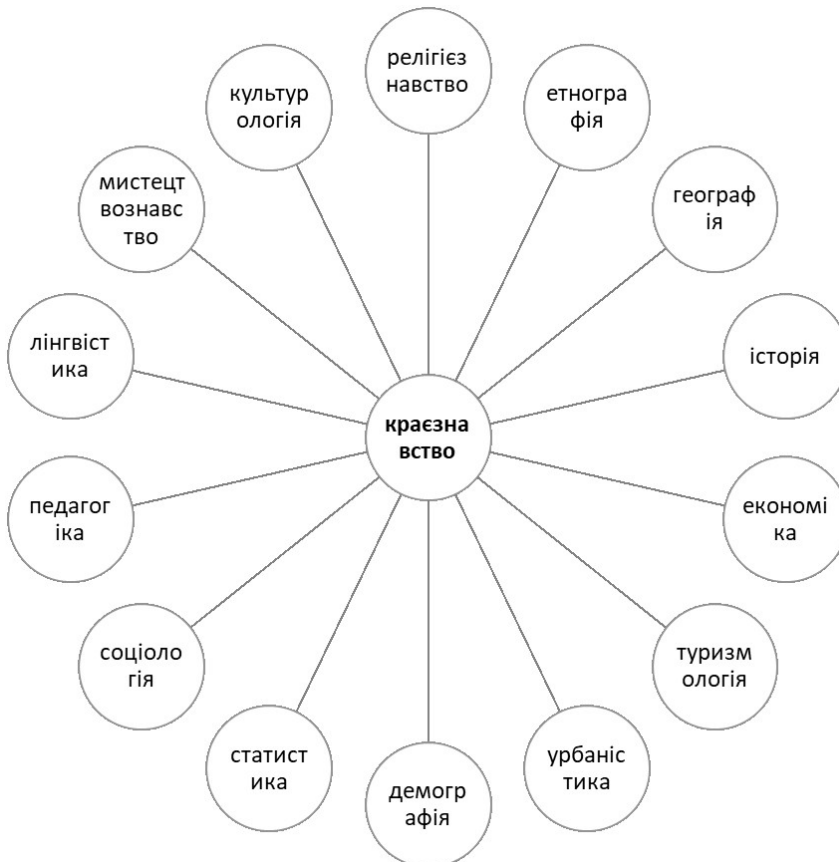 релігієз
навство
етногра
фія
географ
ія
історія
економі
ка
туризм
ологія
урбаніс
тика
демогр
афія
статист
ика
соціоло
гія
педагог
іка
лінгвіст
ика
мистецт
вознавс
тво
культур
ологія
краєзна
вство